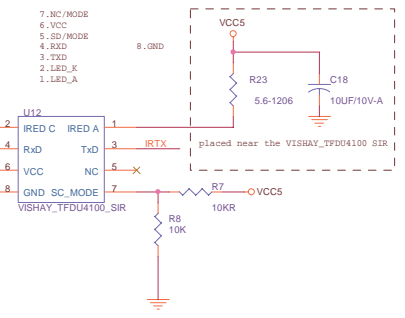 7.NC/MODE
6.VCC
5.SD/MODE
4.RXD 8.GND
3.TXD
2.LED_K
1.LED_A
VCC5
R23
5.6-1206
C18
10UF/10V-A
placed near the VISHAY_TFDU4100 SIR
U12
2 IRED C IRED A 1
4 RxD TxD 3 IRTX
6 VCC NC 5
8 GND SC_MODE 7
VISHAY_TFDU4100_SIR
R7
10KR
VCC5
R8
10K